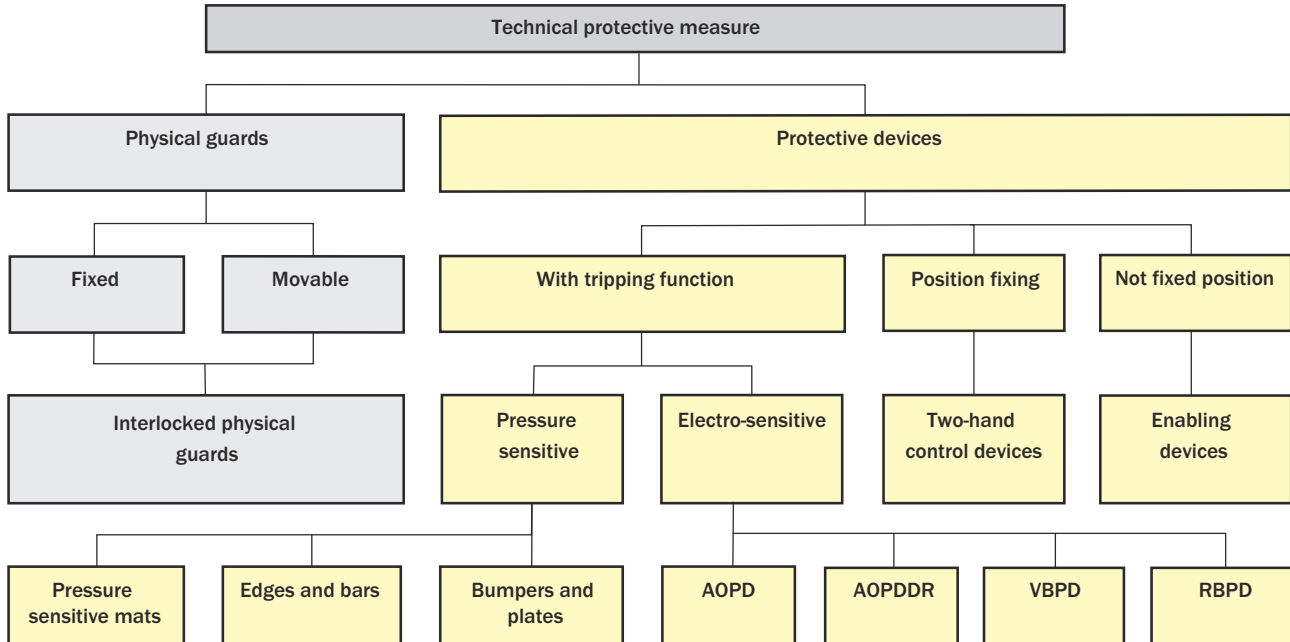 Technical protective measure
Physical guards
Protective devices
Fixed
Movable
With tripping function
Position fixing
Not fixed position
Interlocked physical
guards
Pressure
sensitive
Electro-sensitive
Two-hand
control devices
Enabling
devices
Pressure
sensitive mats
Edges and bars
Bumpers and
plates
AOPD
AOPDDR
VBPD
RBPD